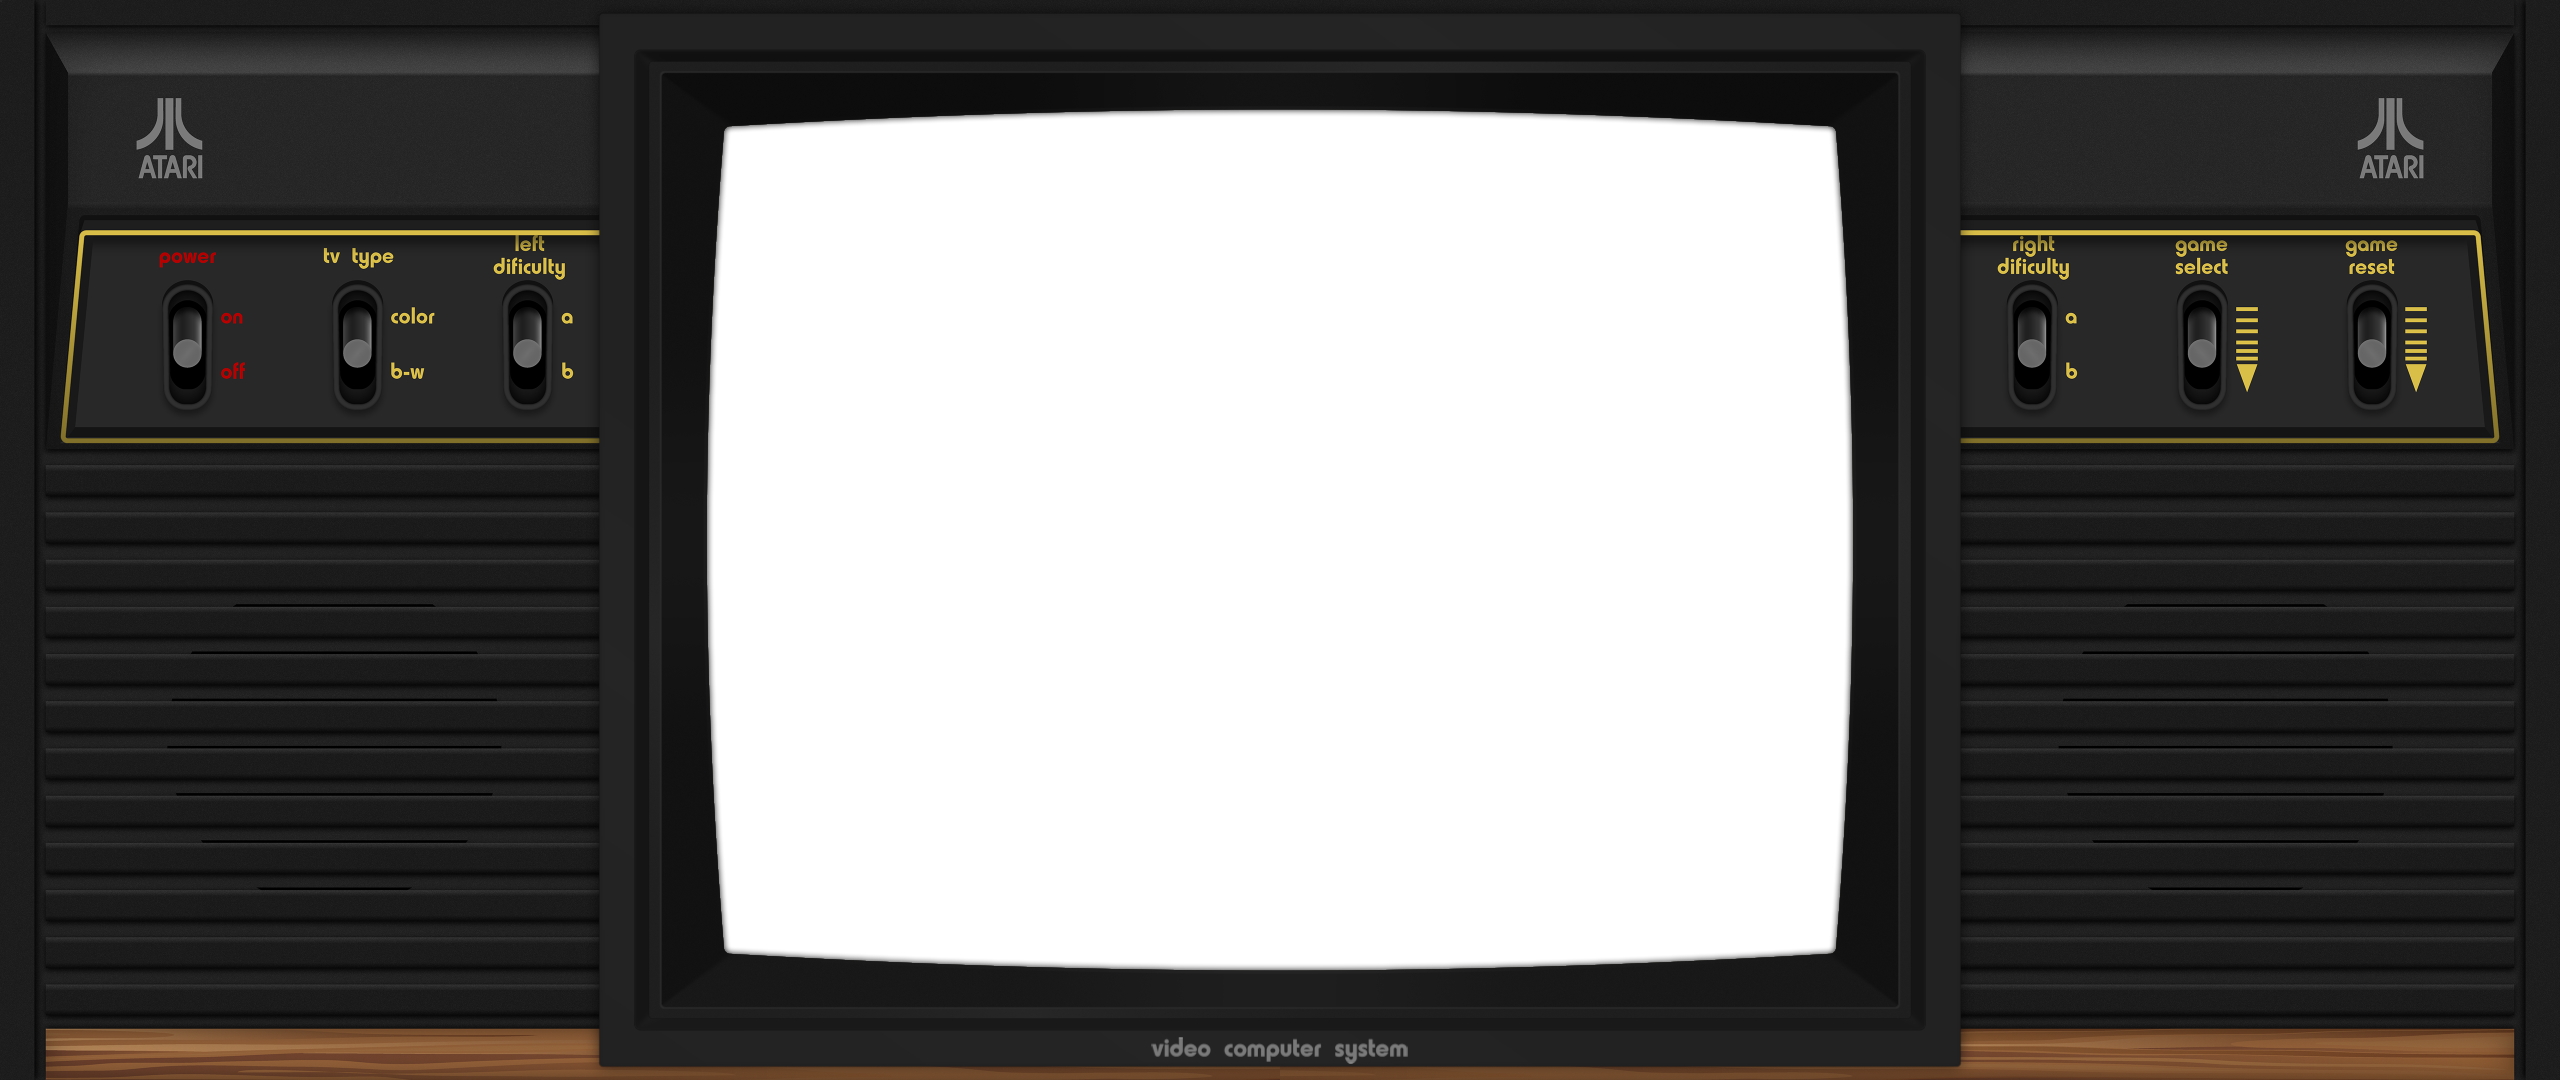 ATARI
ATARI
power
on
off
tv type
color
b-w
left
dificulty
a
b
right
dificulty
a
b
game
select
game
reset
video computer system